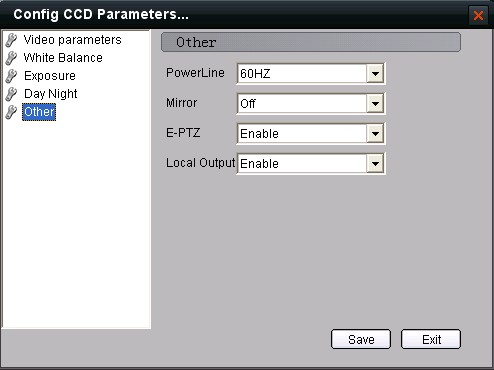 Config CCD Parameters...
Video parameters
White Balance
Exposure
Day Night
Other
Other
PowerLine 60HZ
Mirror Off
E-PTZ Enable
Local Output Enable
Save Exit